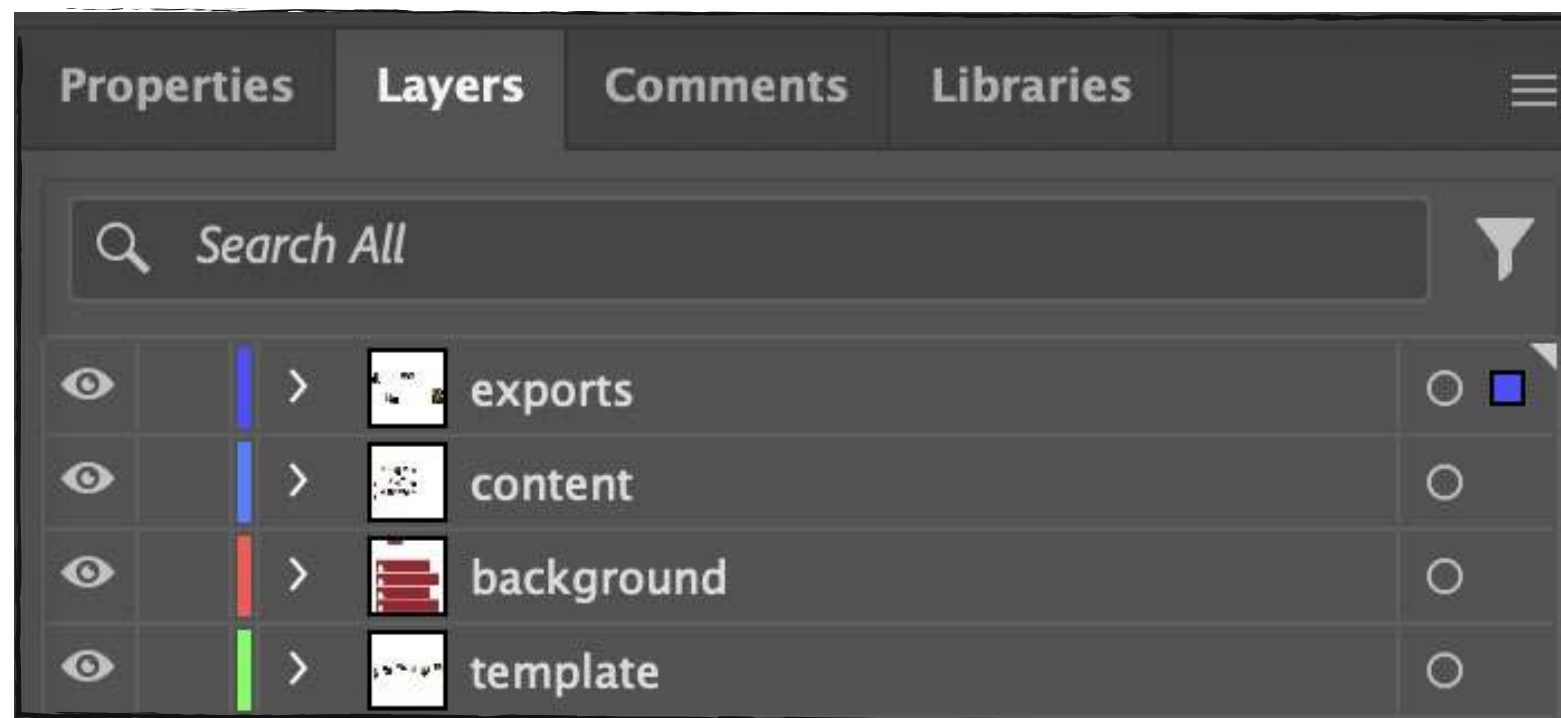 Properties Layers Comments Libraries
Search All
exports
content
background
template